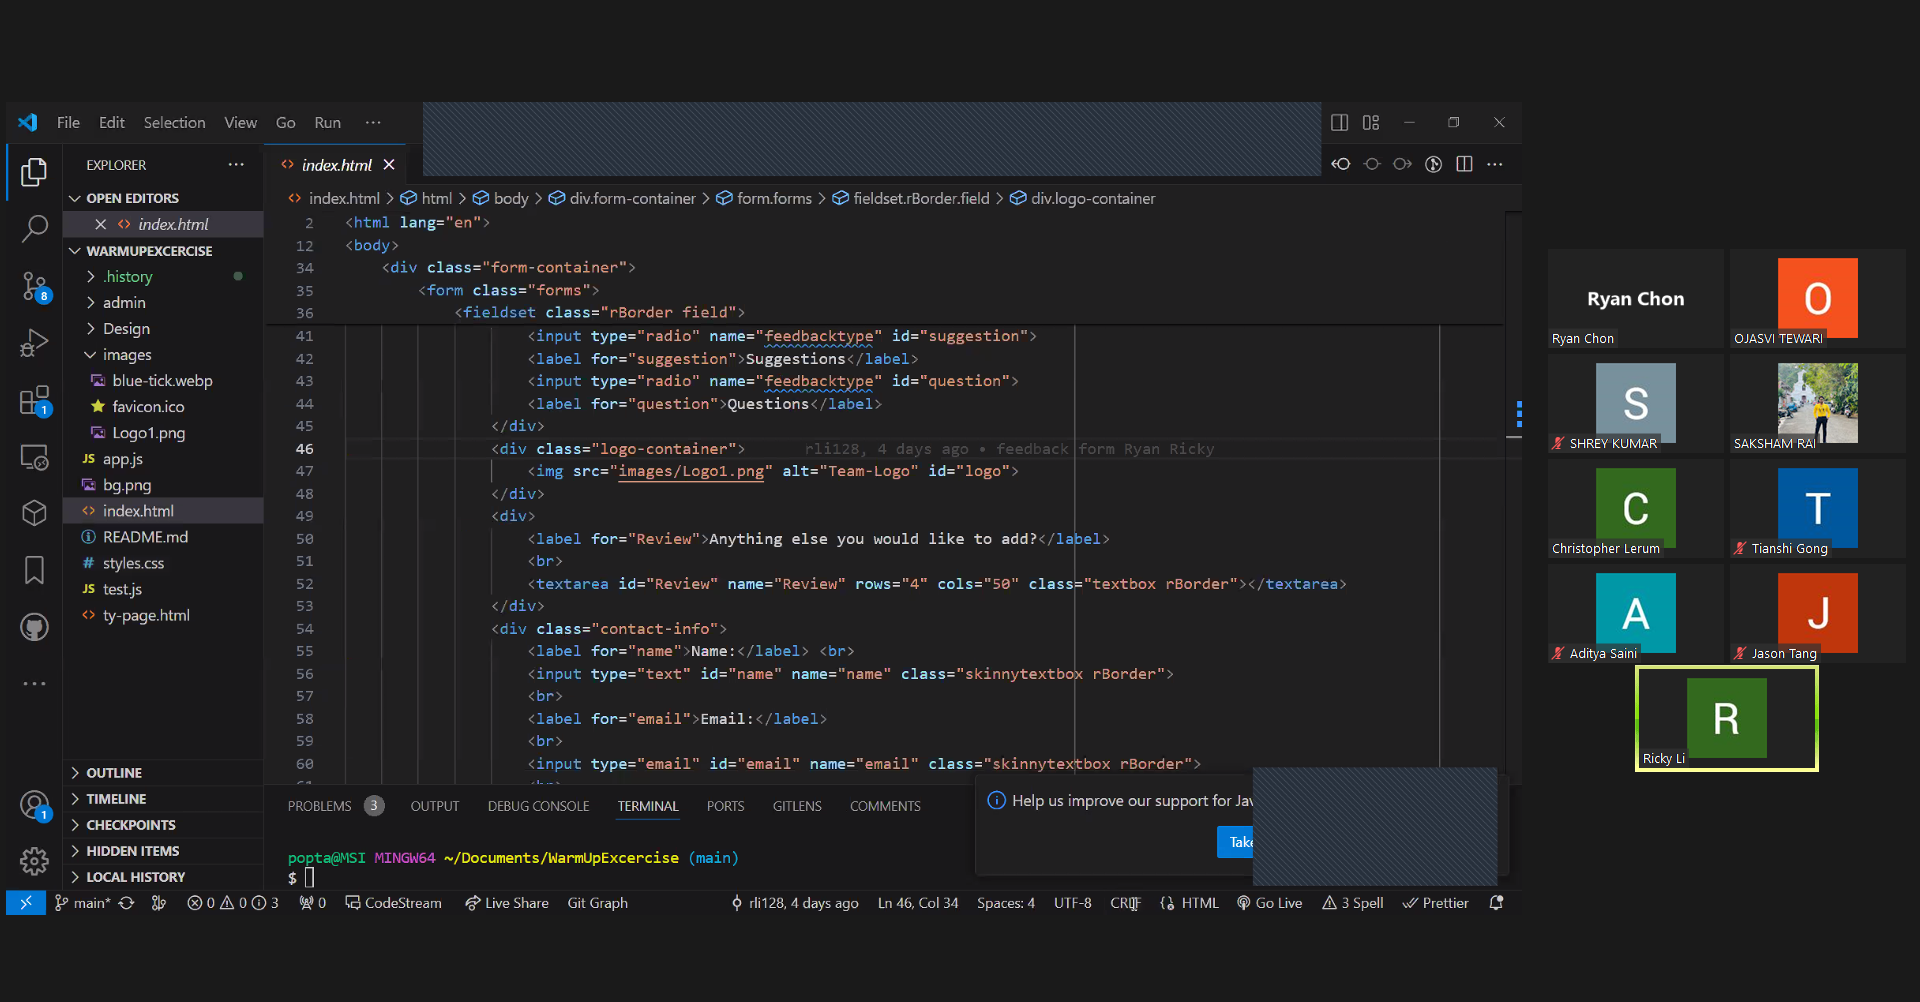 File Edit Selection View Go Run ···
EXPLORER ···
OPEN EDITORS
index.html
WARMUPEXCERCISE
.history
admin
Design
images
blue-tick.webp
favicon.ico
Logo1.png
JS app.js
bg.png
<> index.html
README.md
# styles.css
JS test.js
<> ty-page.html
OUTLINE
TIMELINE
CHECKPOINTS
HIDDEN ITEMS
LOCAL HISTORY
8
1
1
<> index.html
<> index.html > html > body > div.form-container > form.forms > fieldset.rBorder.field > div.logo-container
2 <html lang="en">
12 <body>
34 <div class="form-container">
35 <form class="forms">
36 <fieldset class="rBorder field">
41 <input type="radio" name="feedbacktype" id="suggestion">
42 <label for="suggestion">Suggestions</label>
43 <input type="radio" name="feedbacktype" id="question">
44 <label for="question">Questions</label>
45 </div>
46 <div class="logo-container"> rli128, 4 days ago • feedback form Ryan Ricky
47 <img src="images/Logo1.png" alt="Team-Logo" id="logo">
48 </div>
49 <div>
50 <label for="Review">Anything else you would like to add?</label>
51 <br>
52 <textarea id="Review" name="Review" rows="4" cols="50" class="textbox rBorder"></textarea>
53 </div>
54 <div class="contact-info">
55 <label for="name">Name:</label> <br>
56 <input type="text" id="name" name="name" class="skinnytextbox rBorder">
57 <br>
58 <label for="email">Email:</label>
59 <br>
60 <input type="email" id="email" name="email" class="skinnytextbox rBorder">
PROBLEMS 3 OUTPUT DEBUG CONSOLE TERMINAL PORTS GITLENS COMMENTS
Help us improve our support for Jav
Take
popta@MSI MINGW64 ~/Documents/WarmUpExcercise (main)
$
main* 0 0 3 0 CodeStream Live Share Git Graph rli128, 4 days ago Ln 46, Col 34 Spaces: 4 UTF-8 CRLF HTML Go Live 3 Spell Prettier
Ryan Chon
Ryan Chon
O
OJASVI TEWARI
S
SHREY KUMAR
SAKSHAM RAI
C
Christopher Lerum
T
Tianshi Gong
A
Aditya Saini
J
Jason Tang
R
Ricky Li